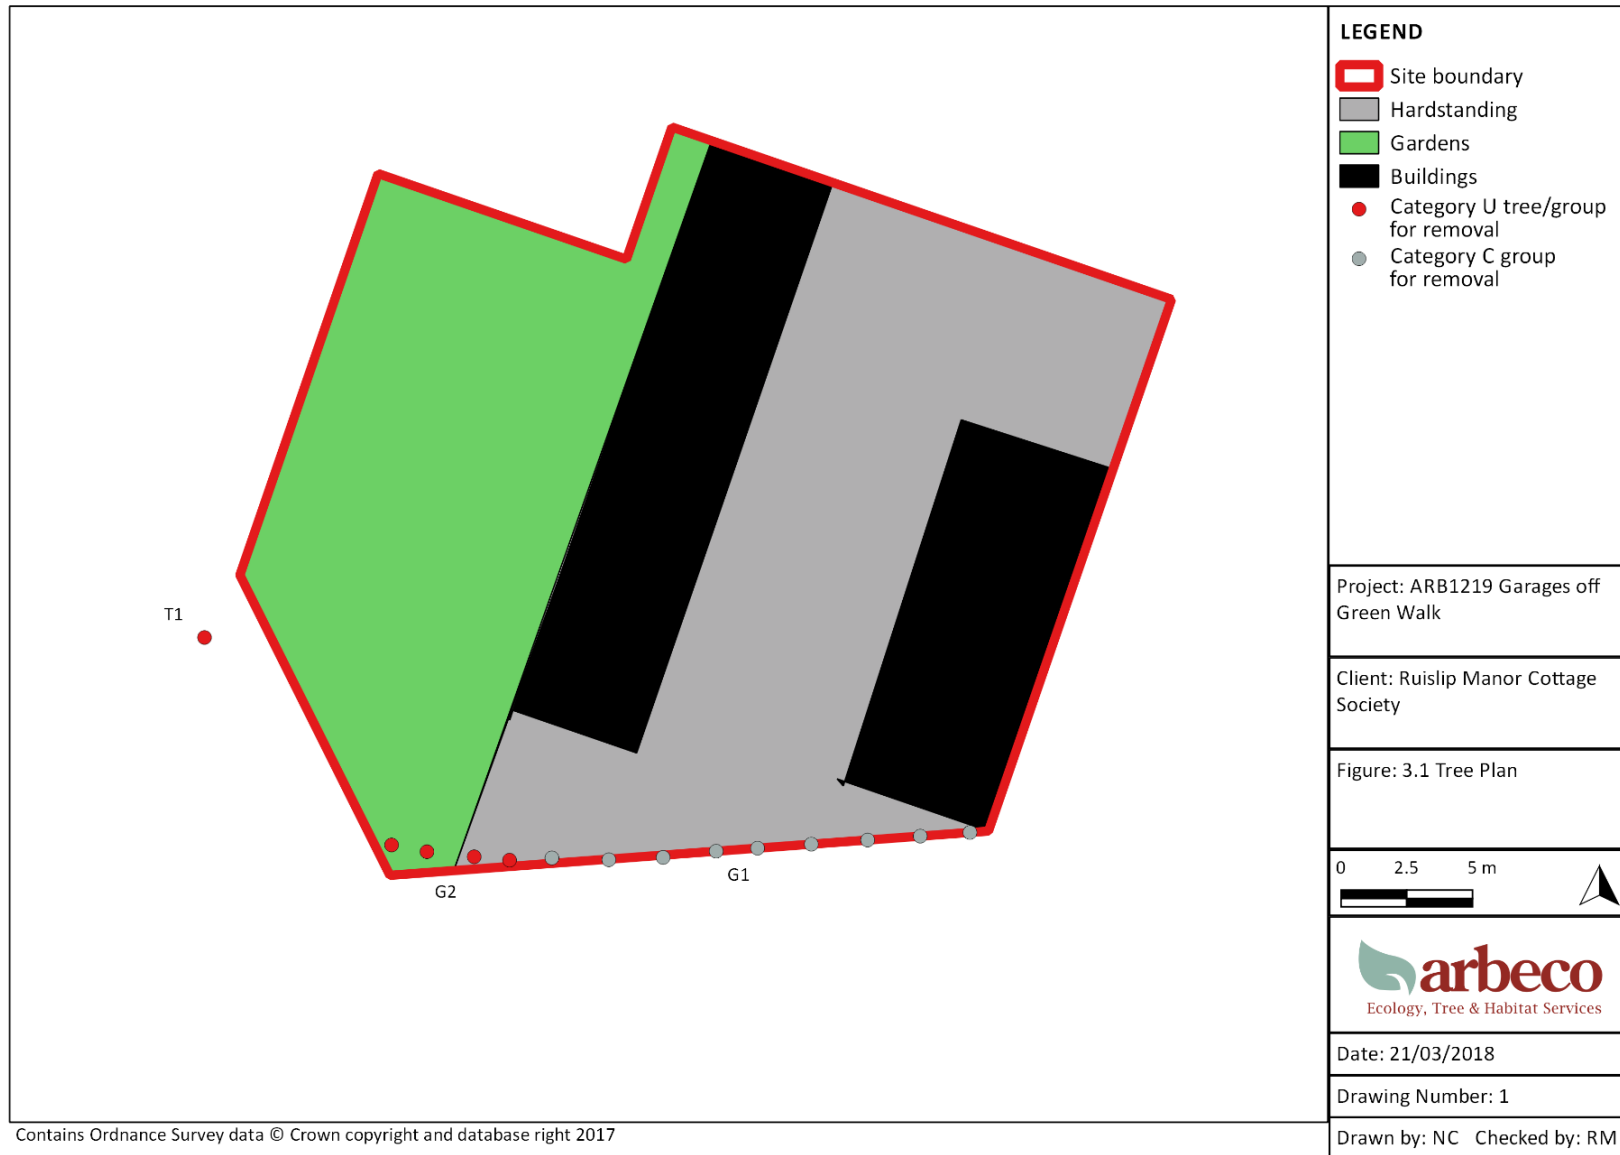 LEGEND
Site boundary
Hardstanding
Gardens
Buildings
Category U tree/group
for removal
Category C group
for removal
T1
G2
G1
Project: ARB1219 Garages off
Green Walk
Client: Ruislip Manor Cottage
Society
Figure: 3.1 Tree Plan
0 2.5 5 m
arbeco
Ecology, Tree & Habitat Services
Date: 21/03/2018
Drawing Number: 1
Drawn by: NC Checked by: RM
Contains Ordnance Survey data © Crown copyright and database right 2017